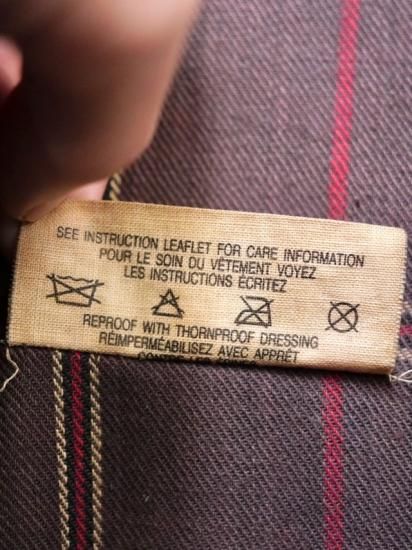 SEE INSTRUCTION LEAFLET FOR CARE INFORMATION
POUR LE SOIN DU VÊTEMENT VOYEZ
LES INSTRUCTIONS ÉCRITEZ
REPROOF WITH THORNPROOF DRESSING
RÉIMPERMÉABILISEZ AVEC APPRÊT